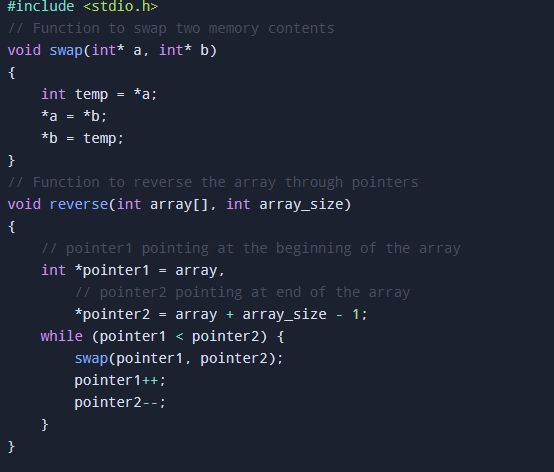 #include <stdio.h>
// Function to swap two memory contents
void swap(int* a, int* b)
{
    int temp = *a;
    *a = *b;
    *b = temp;
}
// Function to reverse the array through pointers
void reverse(int array[], int array_size)
{
    // pointer1 pointing at the beginning of the array
    int *pointer1 = array,
        // pointer2 pointing at end of the array
        *pointer2 = array + array_size - 1;
    while (pointer1 < pointer2) {
        swap(pointer1, pointer2);
        pointer1++;
        pointer2--;
    }
}